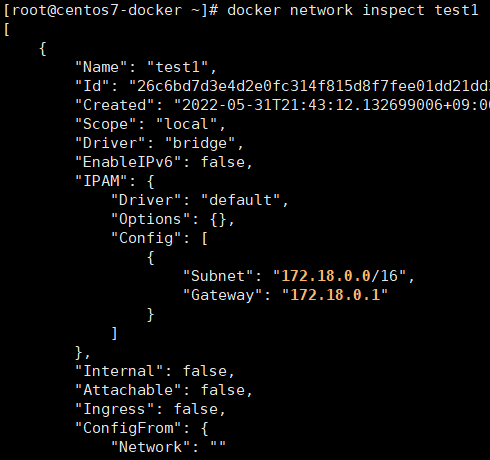 [root@centos7-docker ~]# docker network inspect test1
[
    {
        "Name": "test1",
        "Id": "26c6bd7d3e4d2e0fc314f815d8f7fee01dd21dd
        "Created": "2022-05-31T21:43:12.132699006+09:0
        "Scope": "local",
        "Driver": "bridge",
        "EnableIPv6": false,
        "IPAM": {
            "Driver": "default",
            "Options": {},
            "Config": [
                {
                    "Subnet": "172.18.0.0/16",
                    "Gateway": "172.18.0.1"
                }
            ]
        },
        "Internal": false,
        "Attachable": false,
        "Ingress": false,
        "ConfigFrom": {
            "Network": ""